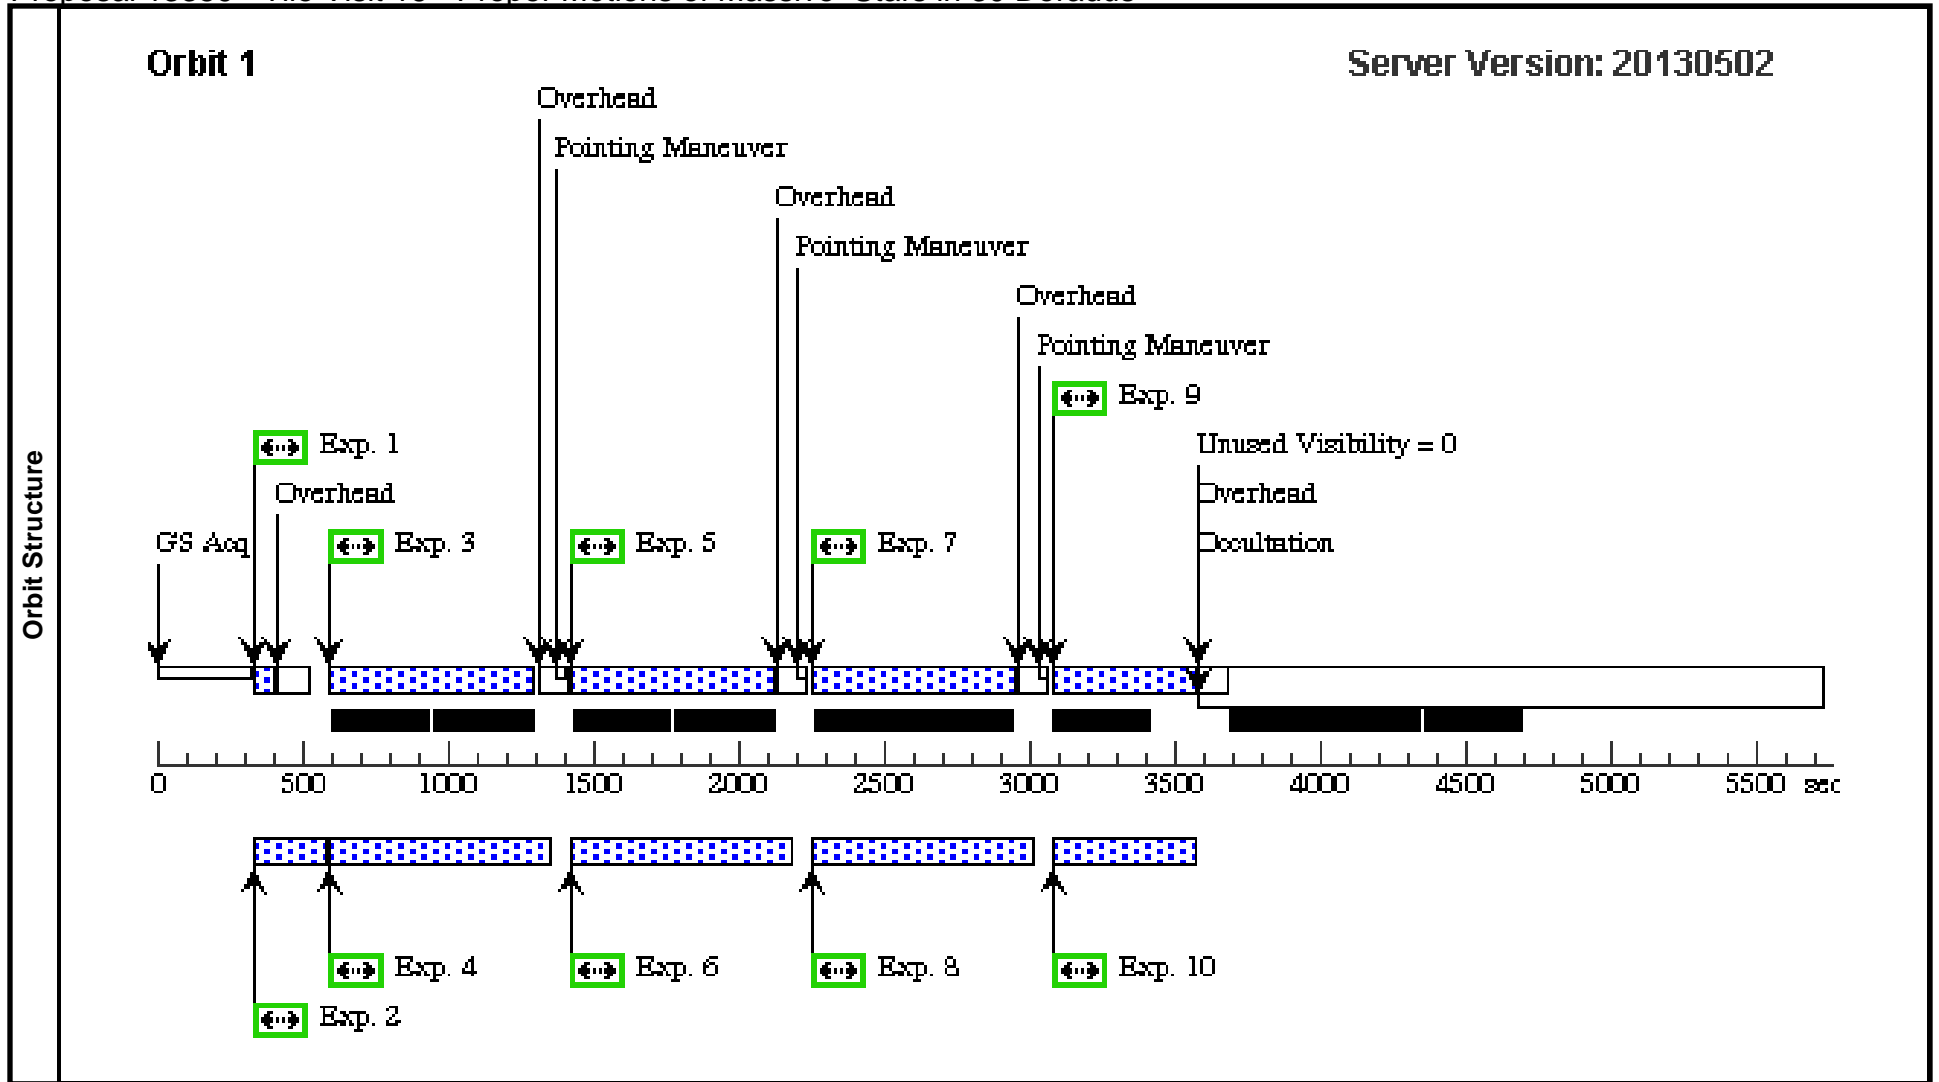 Orbit 1
Server Version: 20130502
Overhead
Pointing Maneuver
Overhead
Pointing Maneuver
Overhead
Pointing Maneuver
Exp. 9
Exp. 1
Unused Visibility = 0
Overhead
Overhead
GS Acq
Exp. 3
Exp. 5
Exp. 7
Occultation
Orbit Structure
0 500 1000 1500 2000 2500 3000 3500 4000 4500 5000 5500 sec
Exp. 4
Exp. 6
Exp. 8
Exp. 10
Exp. 2